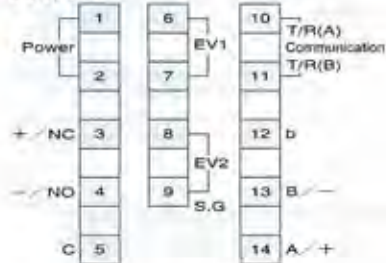 1 6 10
T/R(A)
Power EV1 Communication
2 7 11 T/R(B)
+/NC 3 8 12 b
EV2
-/NO 4 9 13 B/-
S.G
C 5 14 A/+